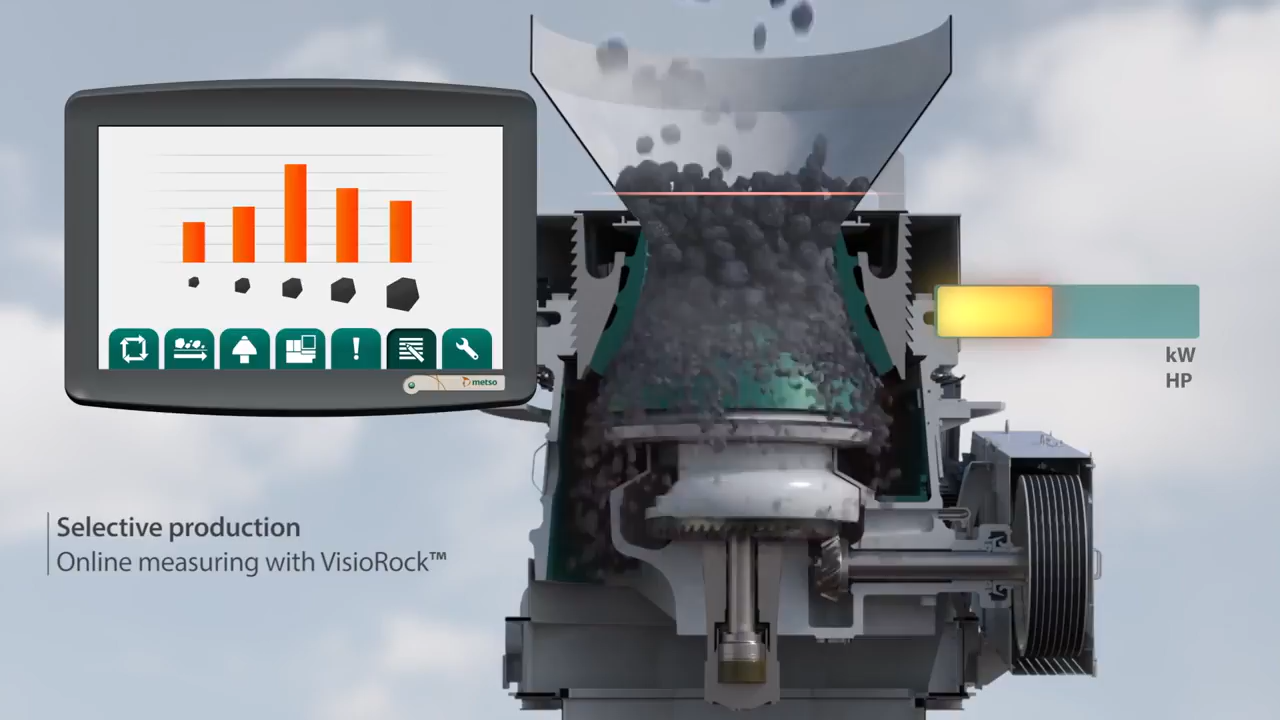 metso
kW
HP
Selective production
Online measuring with VisioRock™